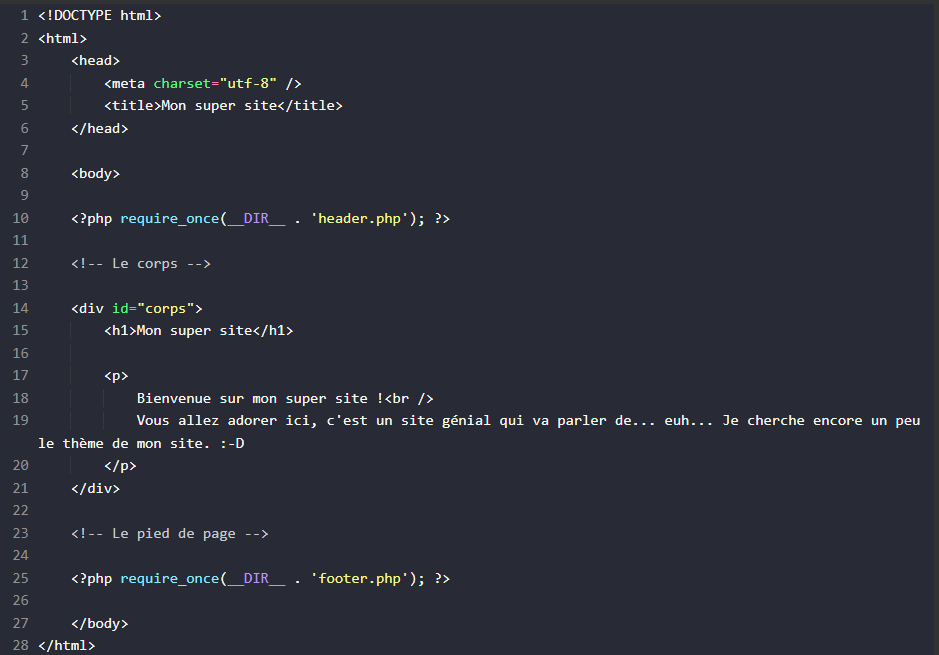 1 <!DOCTYPE html>
2 <html>
3     <head>
4         <meta charset="utf-8" />
5         <title>Mon super site</title>
6     </head>
7
8     <body>
9
10     <?php require_once(__DIR__ . 'header.php'); ?>
11
12     <!-- Le corps -->
13
14     <div id="corps">
15         <h1>Mon super site</h1>
16
17         <p>
18             Bienvenue sur mon super site !<br />
19             Vous allez adorer ici, c'est un site génial qui va parler de... euh... Je cherche encore un peu
le thème de mon site. :-D
20         </p>
21     </div>
22
23     <!-- Le pied de page -->
24
25     <?php require_once(__DIR__ . 'footer.php'); ?>
26
27     </body>
28 </html>